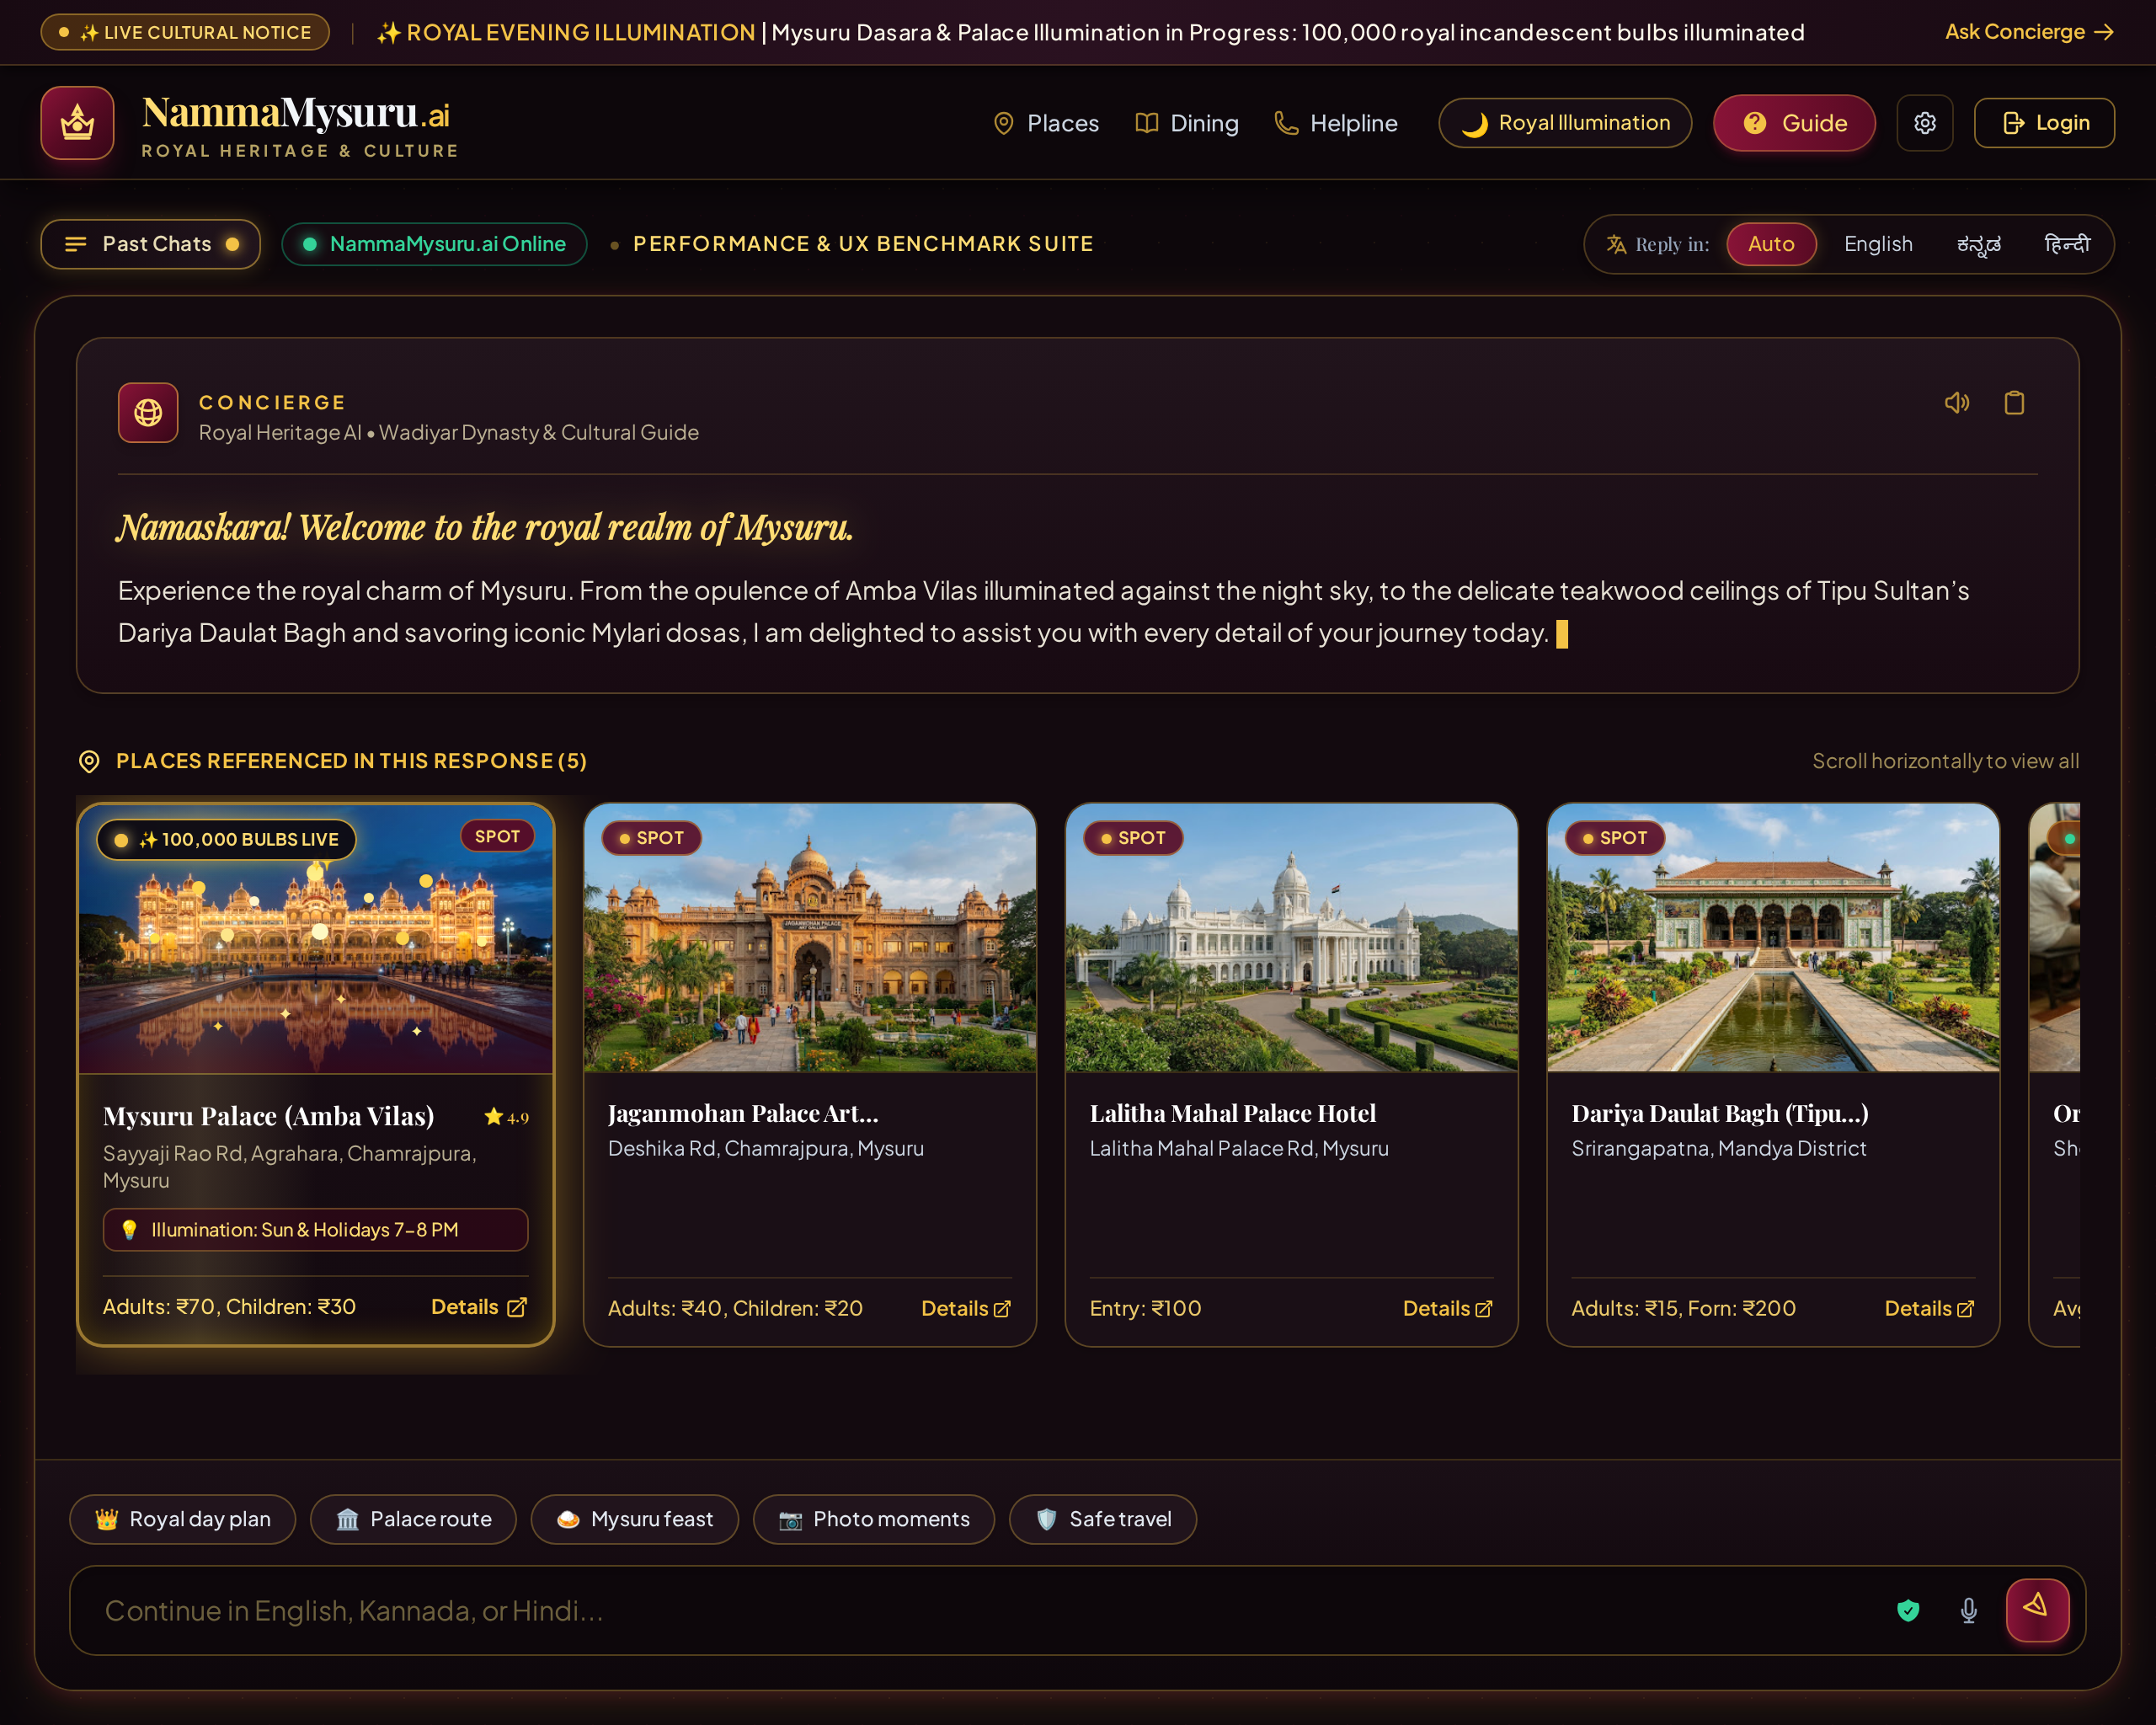 ✨ LIVE CULTURAL NOTICE
✨ ROYAL EVENING ILLUMINATION | Mysuru Dasara & Palace Illumination in Progress: 100,000 royal incandescent bulbs illuminated
Ask Concierge →
NammaMysuru.ai
ROYAL HERITAGE & CULTURE
Places
Dining
Helpline
🌙 Royal Illumination
Guide
Login
Past Chats
NammaMysuru.ai Online
• PERFORMANCE & UX BENCHMARK SUITE
Reply in:
Auto
English
ಕನ್ನಡ
हिन्दी
CONCIERGE
Royal Heritage AI • Wadiyar Dynasty & Cultural Guide
Namaskara! Welcome to the royal realm of Mysuru.
Experience the royal charm of Mysuru. From the opulence of Amba Vilas illuminated against the night sky, to the delicate teakwood ceilings of Tipu Sultan’s
Dariya Daulat Bagh and savoring iconic Mylari dosas, I am delighted to assist you with every detail of your journey today.
PLACES REFERENCED IN THIS RESPONSE (5)
Scroll horizontally to view all
✨ 100,000 BULBS LIVE
SPOT
Mysuru Palace (Amba Vilas)
⭐ 4.9
Sayyaji Rao Rd, Agrahara, Chamrajpura,
Mysuru
💡 Illumination: Sun & Holidays 7–8 PM
Adults: ₹70, Children: ₹30
Details
SPOT
JAGANMOHAN PALACE
ART GALLERY
Jaganmohan Palace Art...
Deshika Rd, Chamrajpura, Mysuru
Adults: ₹40, Children: ₹20
Details
SPOT
Lalitha Mahal Palace Hotel
Lalitha Mahal Palace Rd, Mysuru
Entry: ₹100
Details
SPOT
Dariya Daulat Bagh (Tipu...)
Srirangapatna, Mandya District
Adults: ₹15, Forn: ₹200
Details
👑 Royal day plan
🏛️ Palace route
🍛 Mysuru feast
📷 Photo moments
🛡️ Safe travel
Continue in English, Kannada, or Hindi...